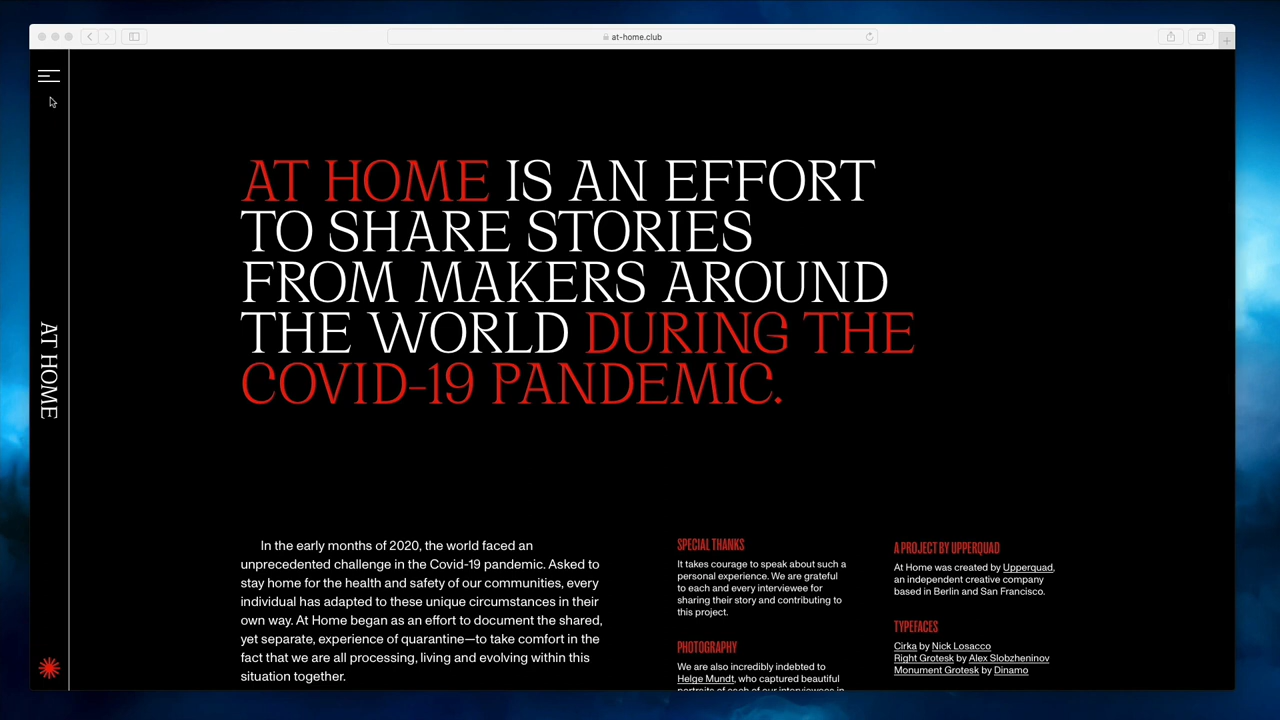 at-home.club
AT HOME IS AN EFFORT
TO SHARE STORIES
FROM MAKERS AROUND
THE WORLD DURING THE
COVID-19 PANDEMIC.
AT HOME
In the early months of 2020, the world faced an
unprecedented challenge in the Covid-19 pandemic. Asked to
stay home for the health and safety of our communities, every
individual has adapted to these unique circumstances in their
own way. At Home began as an effort to document the shared,
yet separate, experience of quarantine—to take comfort in the
fact that we are all processing, living and evolving within this
situation together.
SPECIAL THANKS
It takes courage to speak about such a
personal experience. We are grateful
to each and every interviewee for
sharing their story and contributing to
this project.
PHOTOGRAPHY
We are also incredibly indebted to
Helge Mundt, who captured beautiful
portraits of each of our interviewees in
A PROJECT BY UPPERQUAD
At Home was created by Upperquad,
an independent creative company
based in Berlin and San Francisco.
TYPEFACES
Cirka by Nick Losacco
Right Grotesk by Alex Slobzheninov
Monument Grotesk by Dinamo